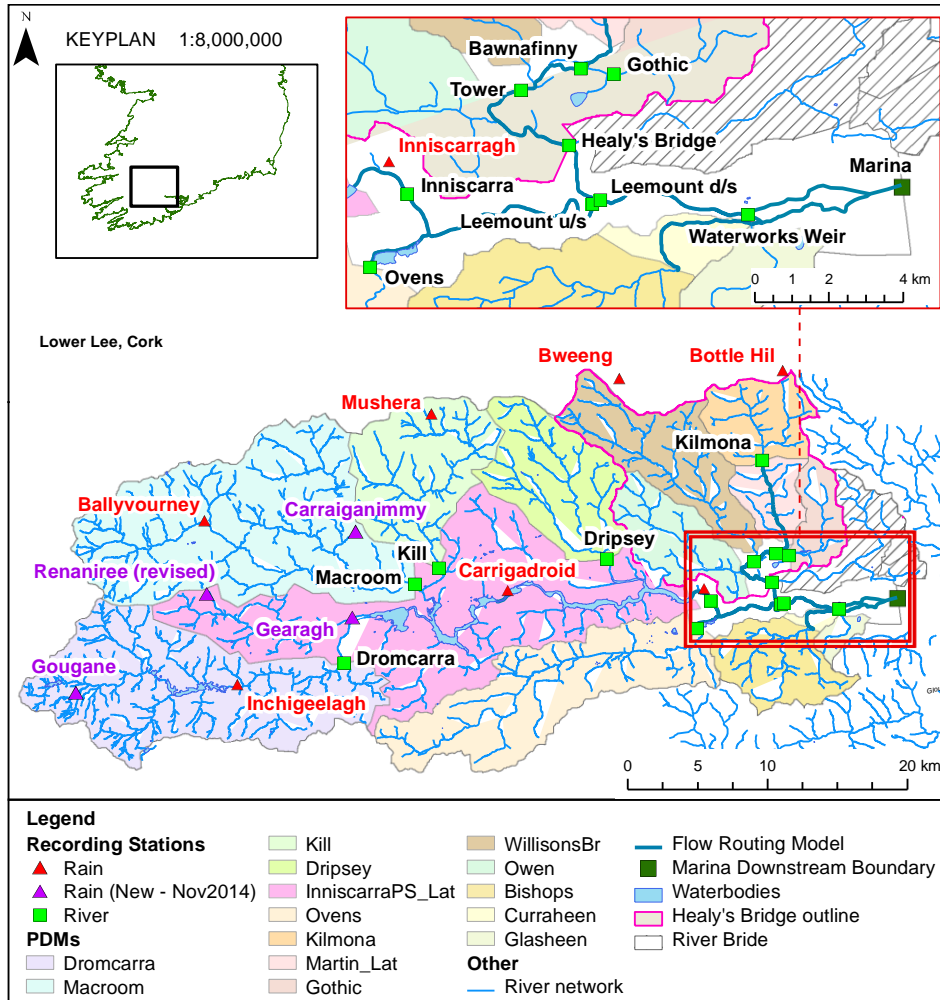 N
KEYPLAN 1:8,000,000
Bawnafinny
Gothic
Tower
Healy's Bridge
Inniscarragh
Marina
Inniscarra
Leemount d/s
Leemount u/s
Waterworks Weir
Ovens
0 2 4 km
Lower Lee, Cork
Bweeng
Bottle Hil
Mushera
Kilmona
Ballyvourney
Carraiganjimmy
Kill
Dripsey
Renaniree (revised)
Macroom
Carrigadroid
Gearagh
Dromcarra
Gougane
Inchigeelagh
0 5 10 20 km
Legend
Recording Stations
Rain
Rain (New - Nov2014)
River
PDMs
Dromcarra
Macroom
Kill
Dripsey
InniscarraPS_Lat
Ovens
Kilmona
Martin_Lat
Gothic
WillisonsBr
Owen
Bishops
Curraheen
Glasheen
Other
River network
Flow Routing Model
Marina Downstream Boundary
Waterbodies
Healy's Bridge outline
River Bride